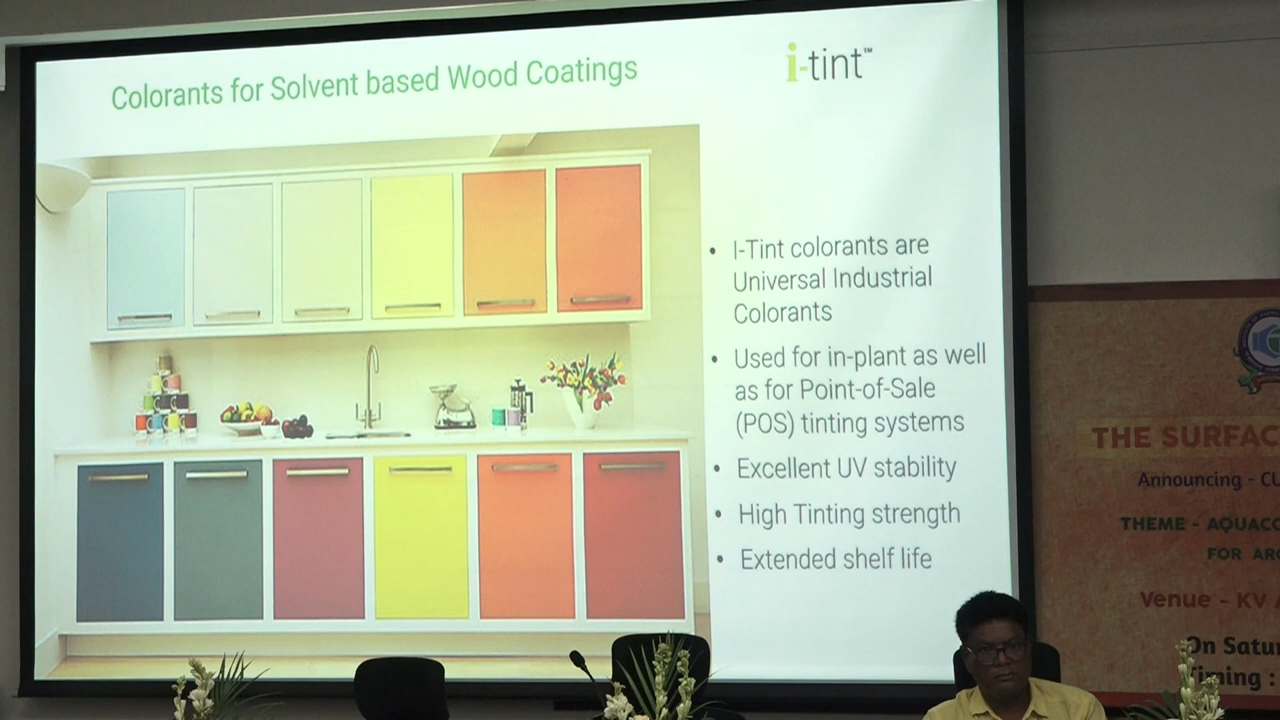 Colorants for Solvent based Wood Coatings
i-tint™
• I-Tint colorants are
Universal Industrial
Colorants
• Used for in-plant as well
as for Point-of-Sale
(POS) tinting systems
• Excellent UV stability
• High Tinting strength
• Extended shelf life
THE SURFAC
Announcing - CU
THEME - AQUACO
FOR ARC
Venue - KV
On Satur
Timing :